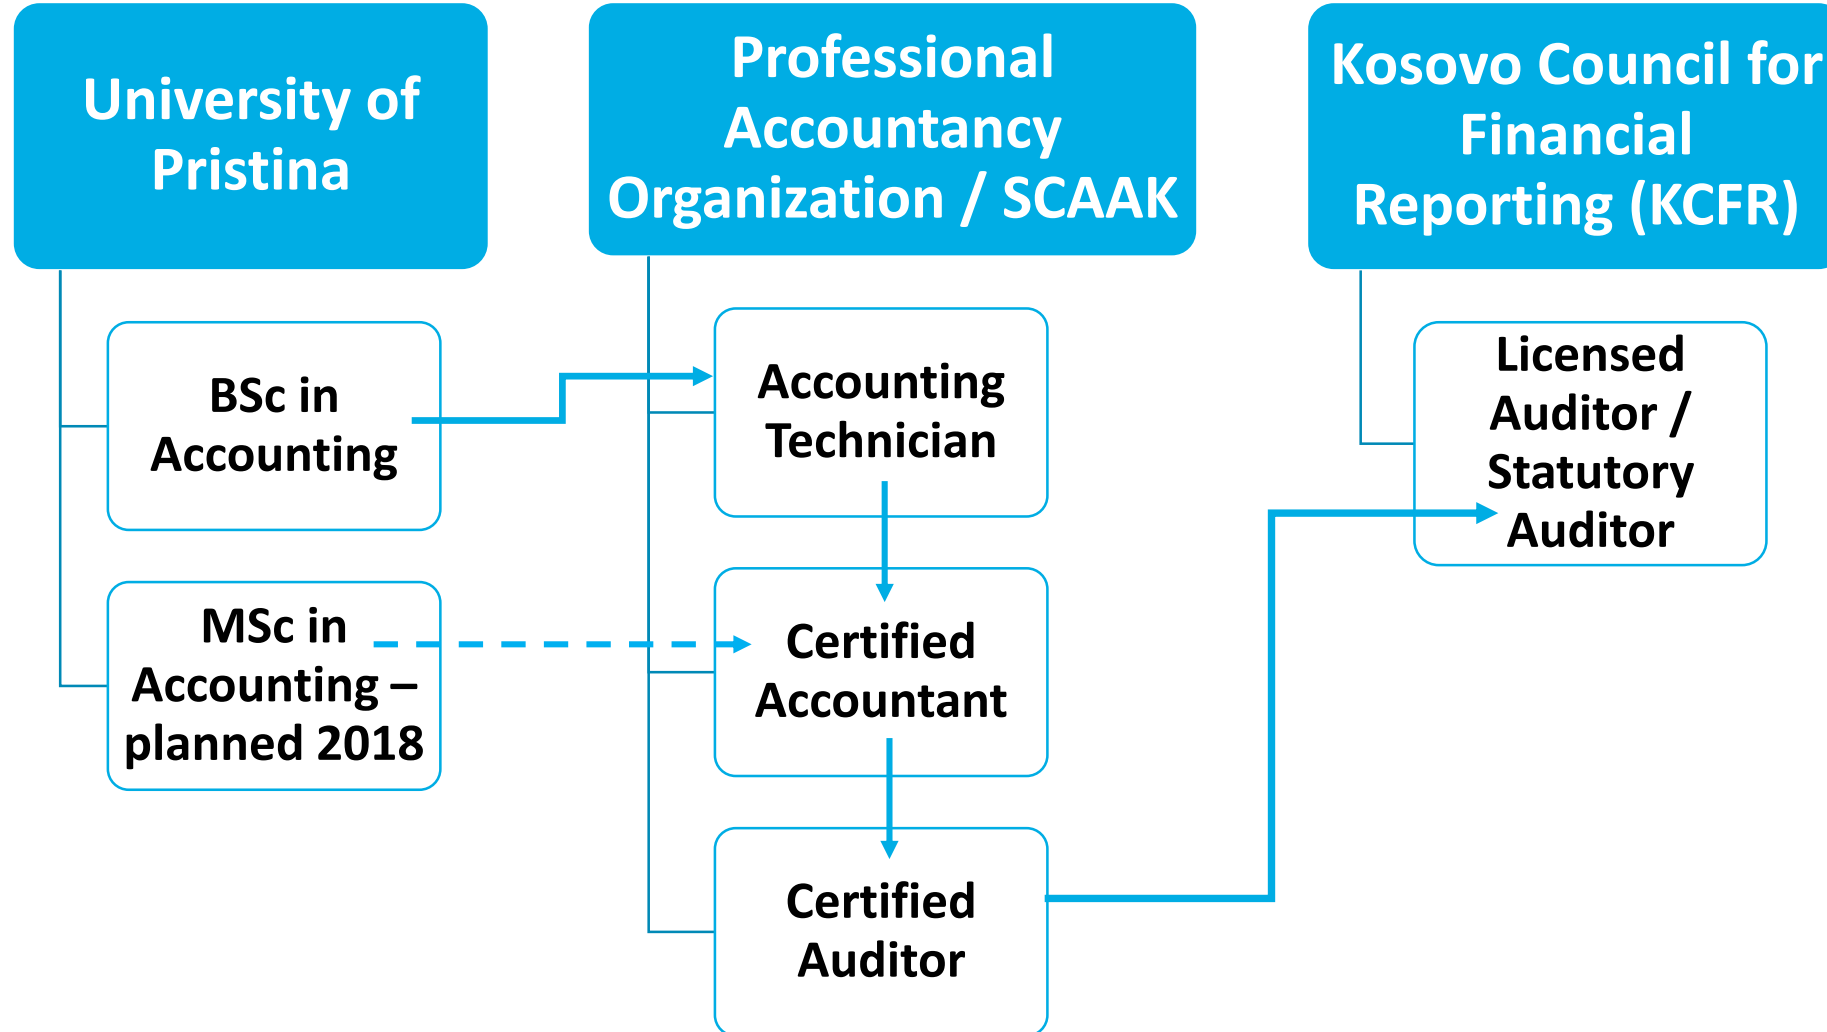 University of
Pristina
BSc in
Accounting
MSc in
Accounting –
planned 2018
Professional
Accountancy
Organization / SCAAK
Accounting
Technician
Certified
Accountant
Certified
Auditor
Kosovo Council for
Financial
Reporting (KCFR)
Licensed
Auditor /
Statutory
Auditor